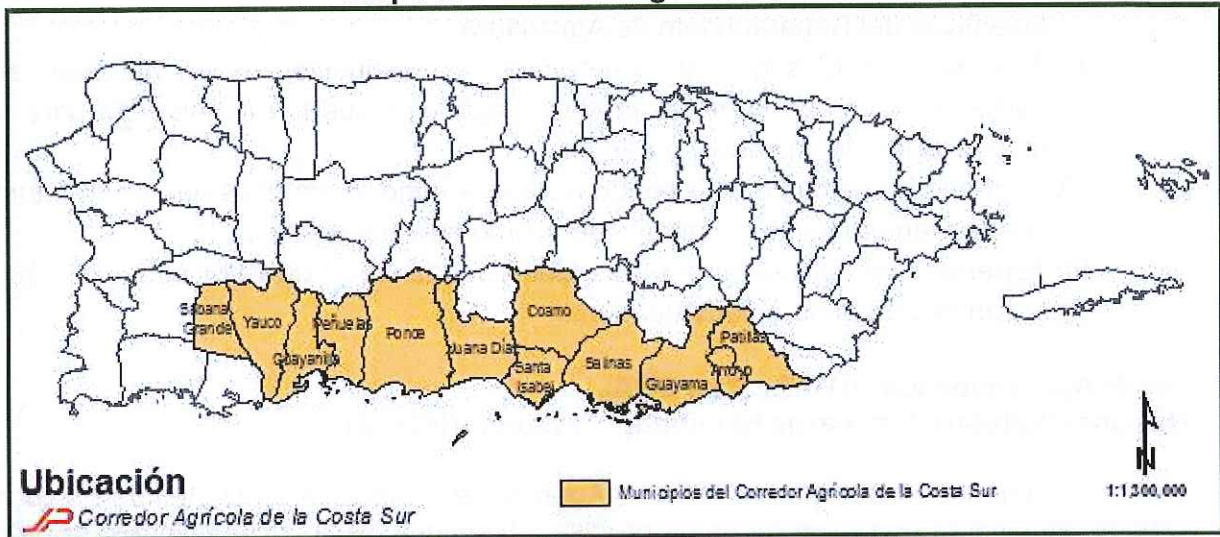 Sabana
Grande
Yauco
Guayanilla
Peñuelas
Ponce
Juana Díaz
Coamo
Santa
Isabel
Salinas
Guayama
Patillas
Arroyo
N
Ubicación
Corredor Agrícola de la Costa Sur
Municipios del Corredor Agrícola de la Costa Sur
1:1,300,000